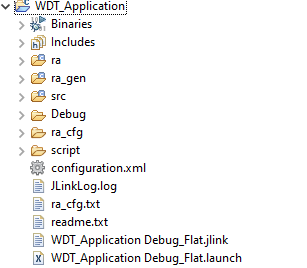 WDT_Application
Binaries
Includes
ra
ra_gen
src
Debug
ra_cfg
script
configuration.xml
JLinkLog.log
ra_cfg.txt
readme.txt
WDT_Application Debug_Flat.jlink
WDT_Application Debug_Flat.launch